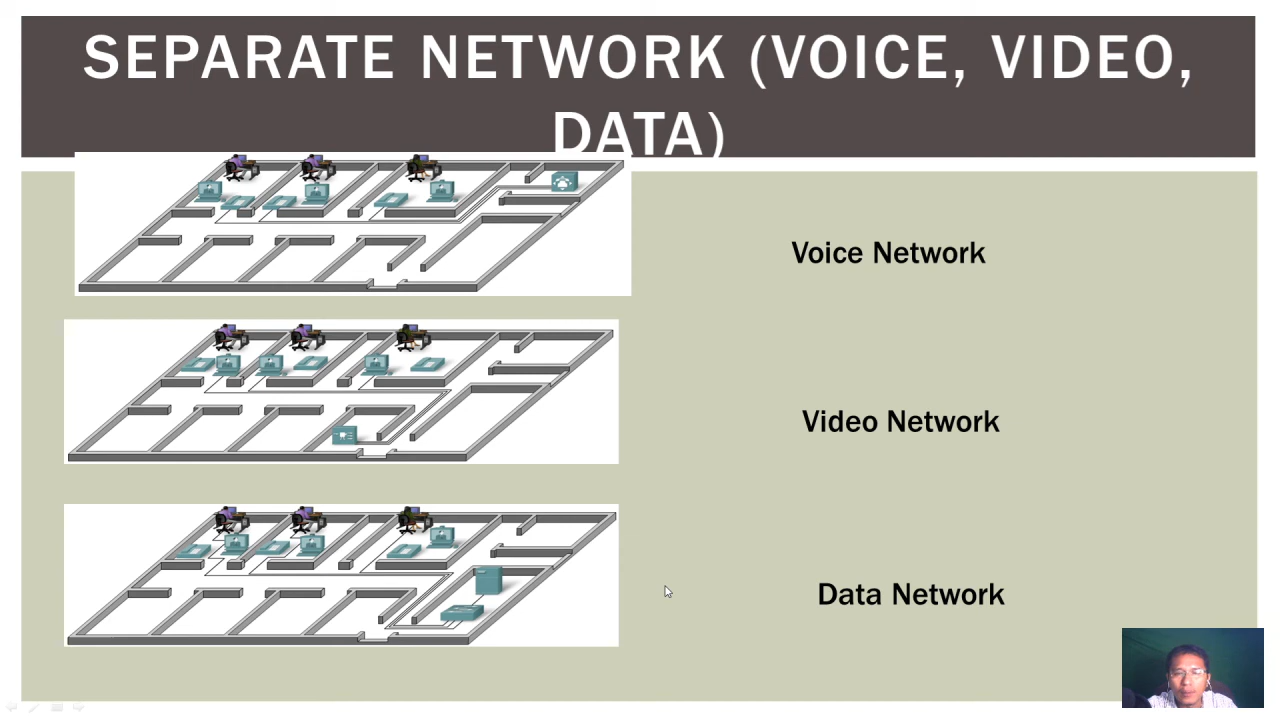 SEPARATE NETWORK (VOICE, VIDEO,
DATA)
Voice Network
Video Network
Data Network